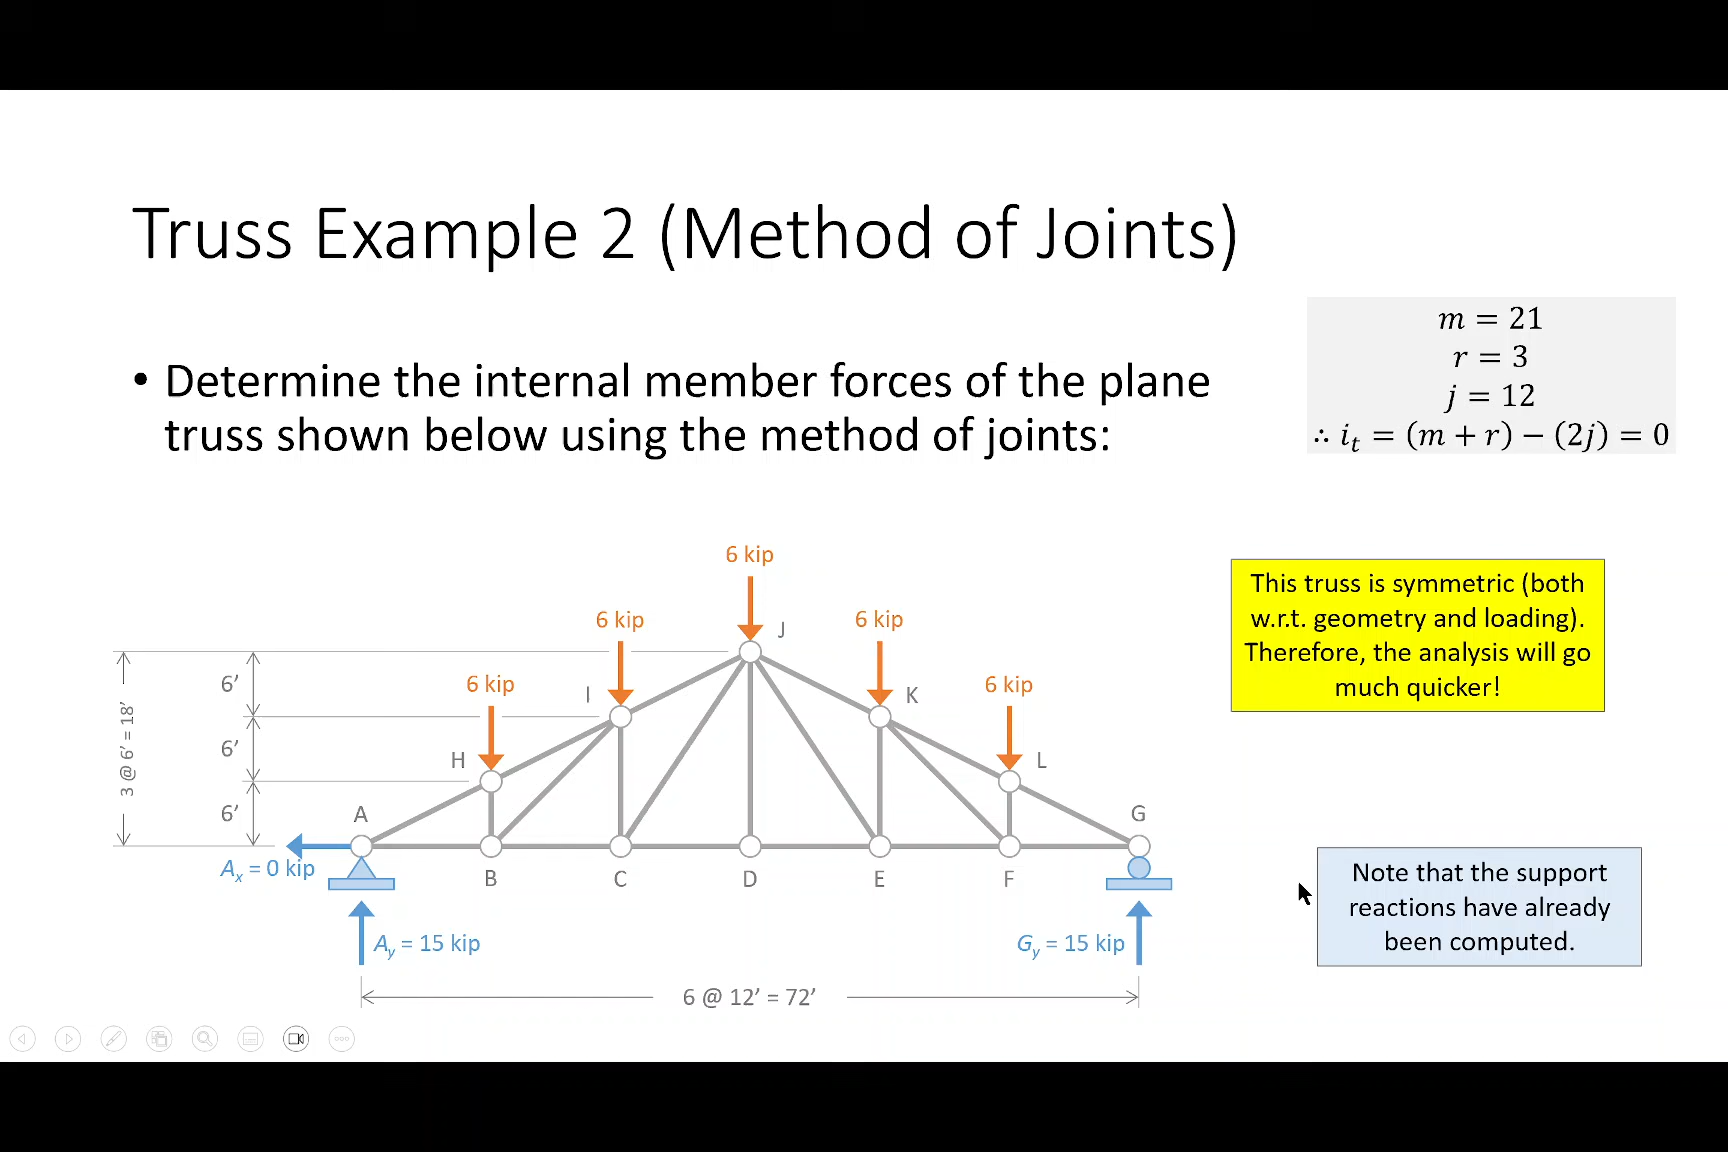 Truss Example 2 (Method of Joints)
• Determine the internal member forces of the plane
truss shown below using the method of joints:
m = 21
r = 3
j = 12
∴ iₜ = (m + r) − (2j) = 0
This truss is symmetric (both
w.r.t. geometry and loading).
Therefore, the analysis will go
much quicker!
6 kip
6 kip
6 kip
J
6 kip
6 kip
I
K
H
L
3 @ 6’ = 18’
6’
6’
6’
A
G
Aₓ = 0 kip
B
C
D
E
F
A_y = 15 kip
G_y = 15 kip
6 @ 12’ = 72’
Note that the support
reactions have already
been computed.